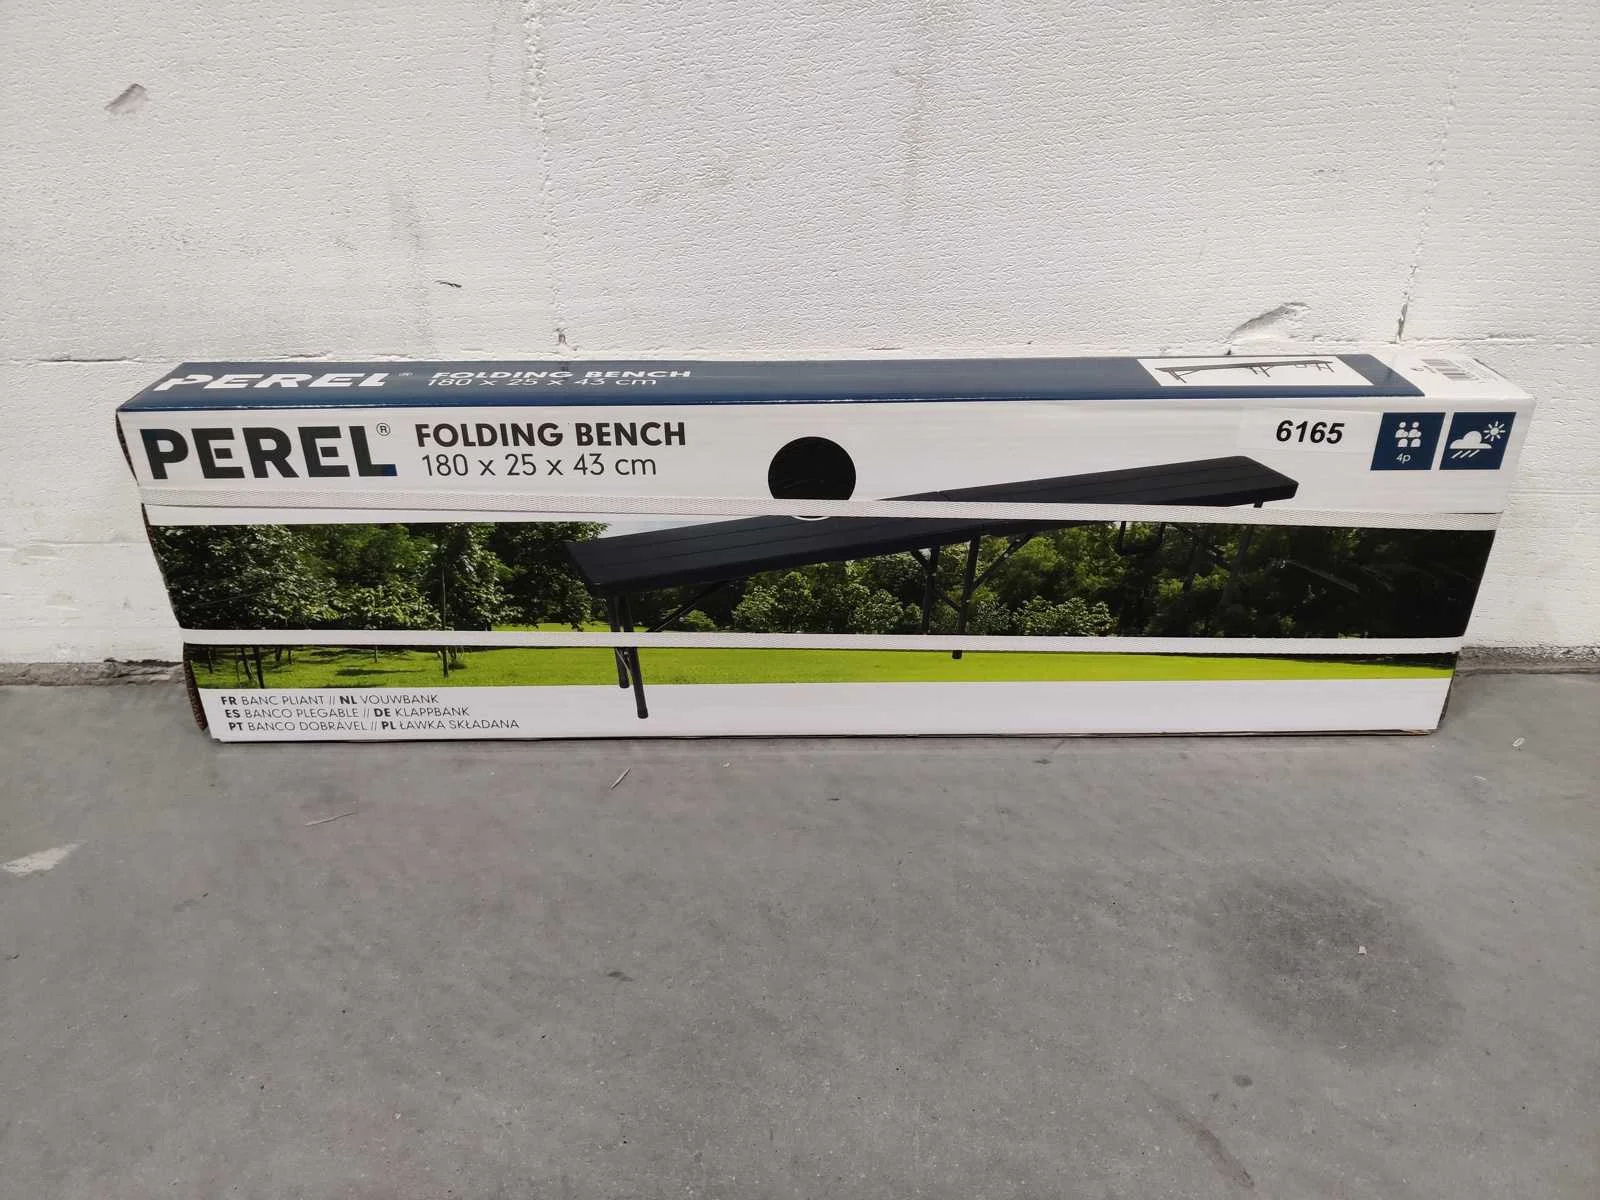 PEREL® FOLDING BENCH
180 x 25 x 43 cm
PEREL® FOLDING BENCH
180 x 25 x 43 cm
6165
4p
FR BANC PLIANT // NL VOUWBANK
ES BANCO PLEGABLE // DE KLAPPBANK
PT BANCO DOBRÁVEL // PL ŁAWKA SKŁADANA